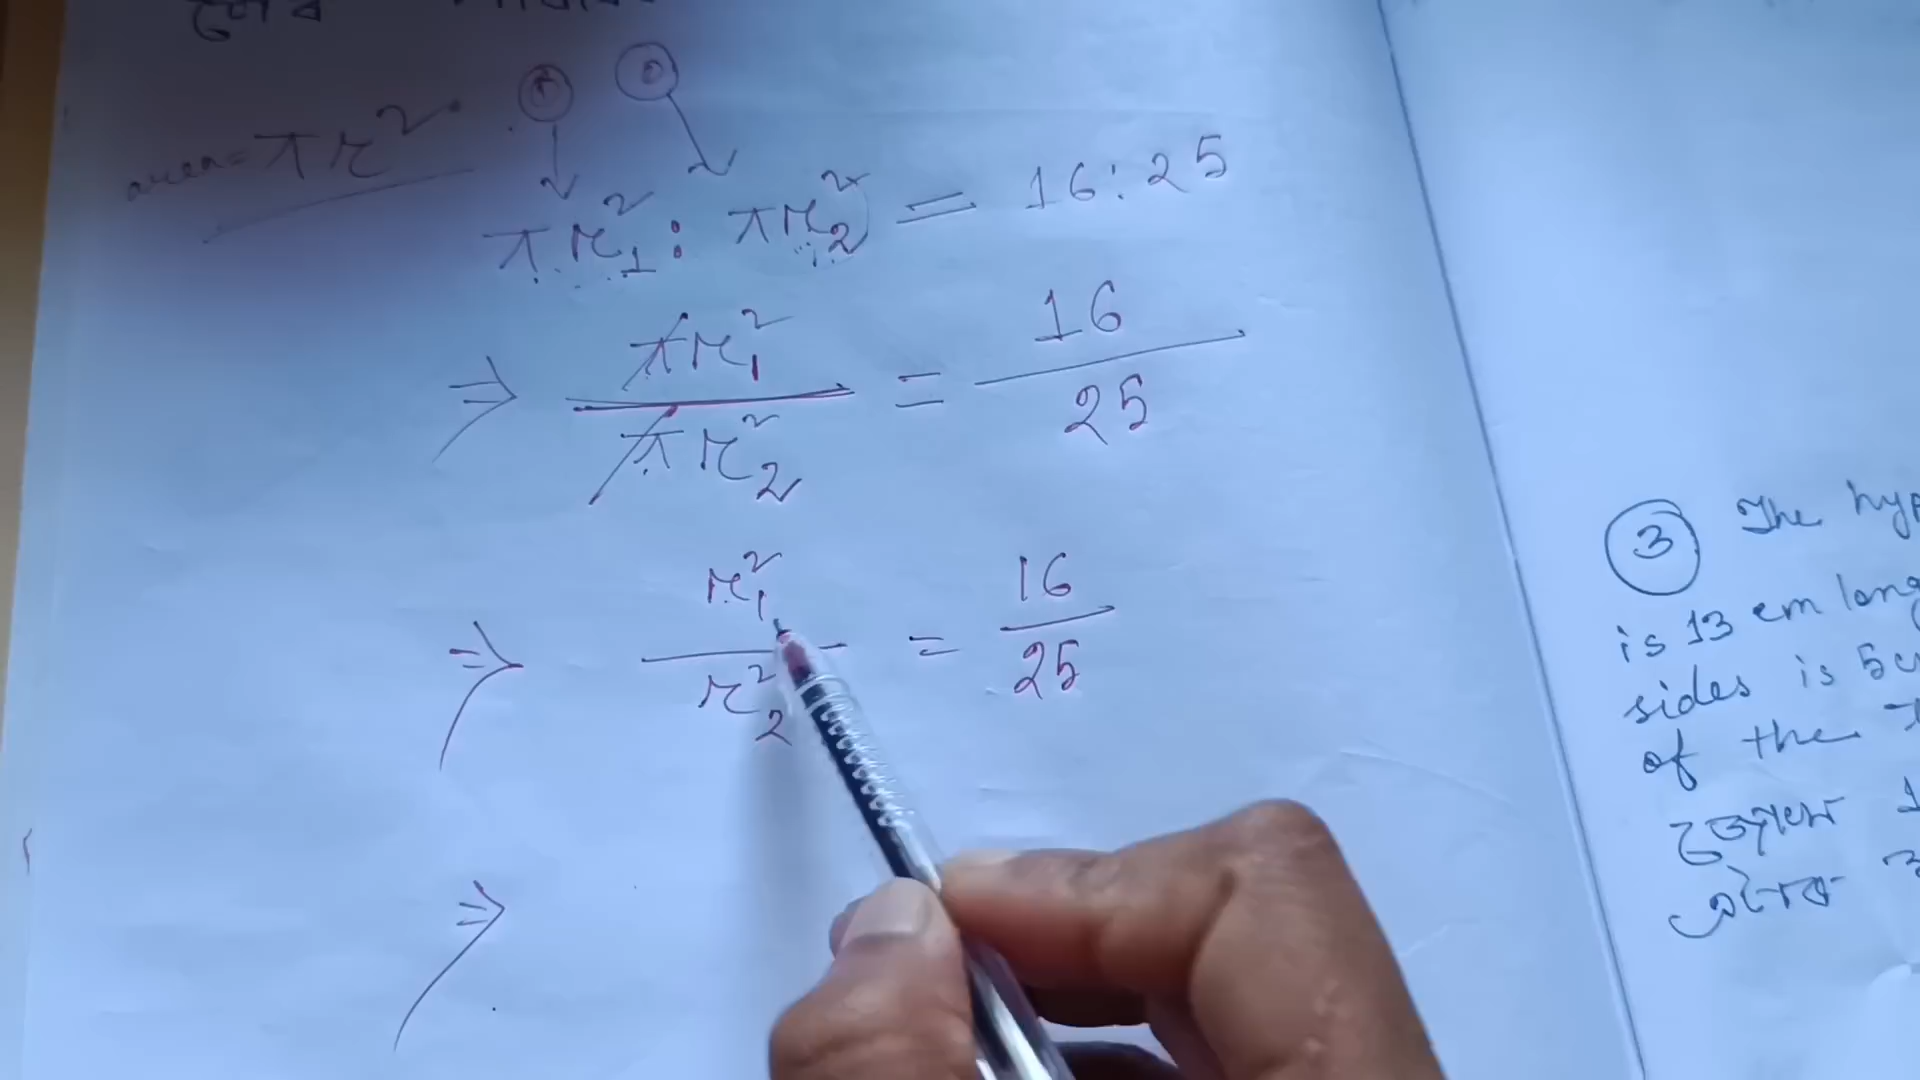 area = πr²
πr₁² : πr₂² = 16:25
⇒ πr₁² / πr₂² = 16 / 25
⇒ r₁² / r₂² = 16 / 25
⇒
③ The hyp
is 13 cm long
sides is 5c
of the